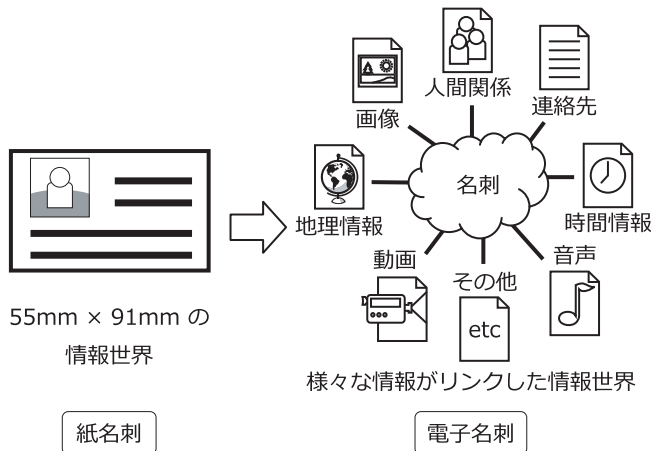 人間関係
連絡先
画像
名刺
地理情報
時間情報
動画
その他
音声
etc
55mm × 91mm の
情報世界
様々な情報がリンクした情報世界
紙名刺
電子名刺